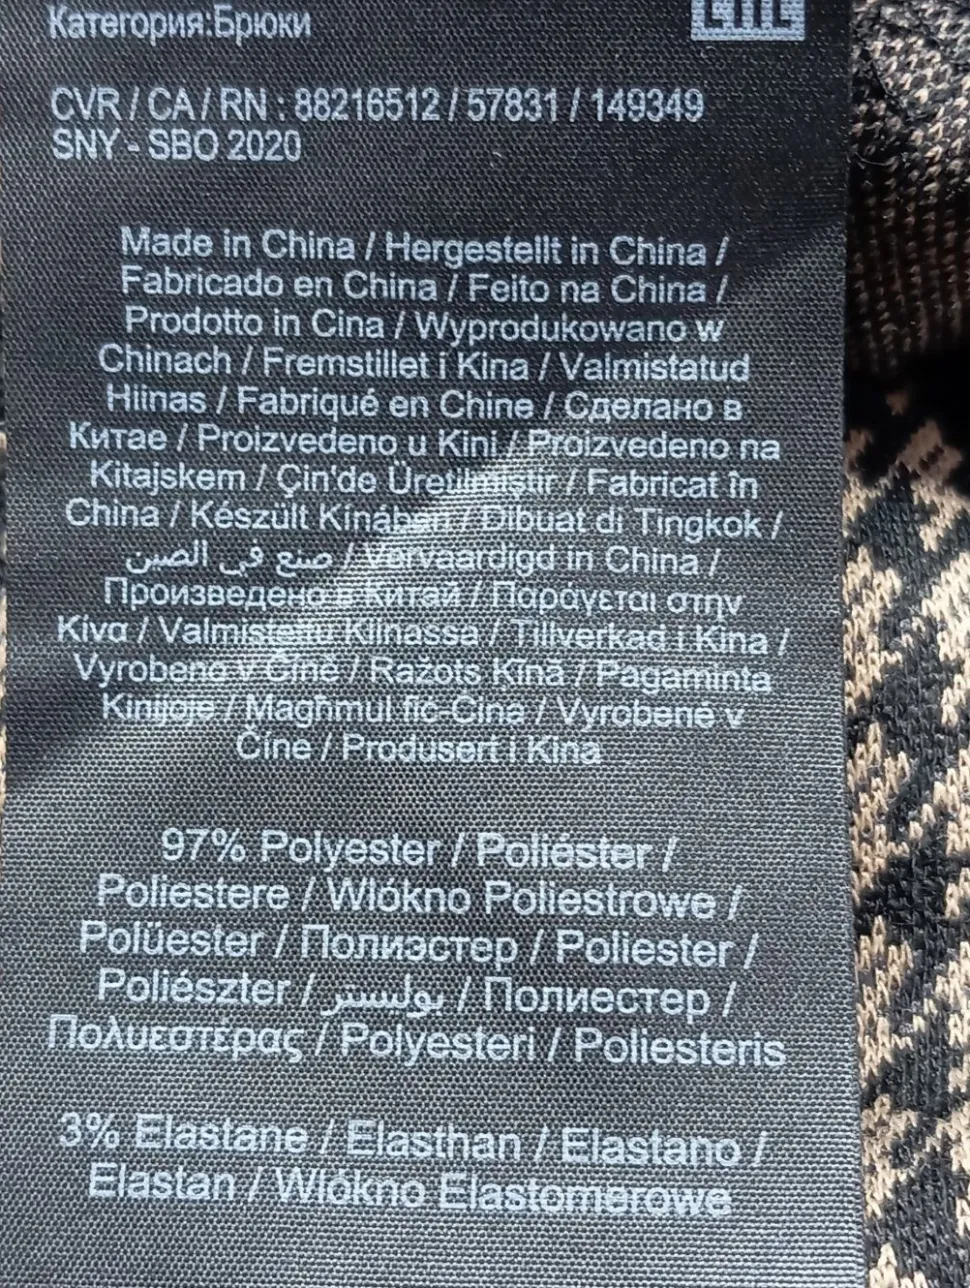 Категория:Брюки
EAC
CVR / CA / RN : 88216512 / 57831 / 149349
SNY - SBO 2020
Made in China / Hergestellt in China /
Fabricado en China / Feito na China /
Prodotto in Cina / Wyprodukowano w
Chinach / Fremstillet i Kina / Valmistatud
Hiinas / Fabriqué en Chine / Сделано в
Китае / Proizvedeno u Kini / Proizvedeno na
Kitajskem / Çin'de Üretilmiştir / Fabricat în
China / Készült Kínában / Dibuat di Tingkok /
صنع في الصين / Vervaardigd in China /
Произведено в Китай / Παράγεται στην
Κίνα / Valmistettu Kiinassa / Tillverkad i Kina /
Vyrobeno v Číně / Ražots Ķīnā / Pagaminta
Kinijoje / Magħmul fiċ-Ċina / Vyrobené v
Číne / Produsert i Kina
97% Polyester / Poliéster /
Poliestere / Wlókno Poliestrowe /
Polüester / Полиэстер / Poliester /
Poliészter / بوليستر / Полиестер /
Πολυεστέρας / Polyesteri / Poliesteris
3% Elastane / Elasthan / Elastano /
Elastan / Wlókno Elastomerowe